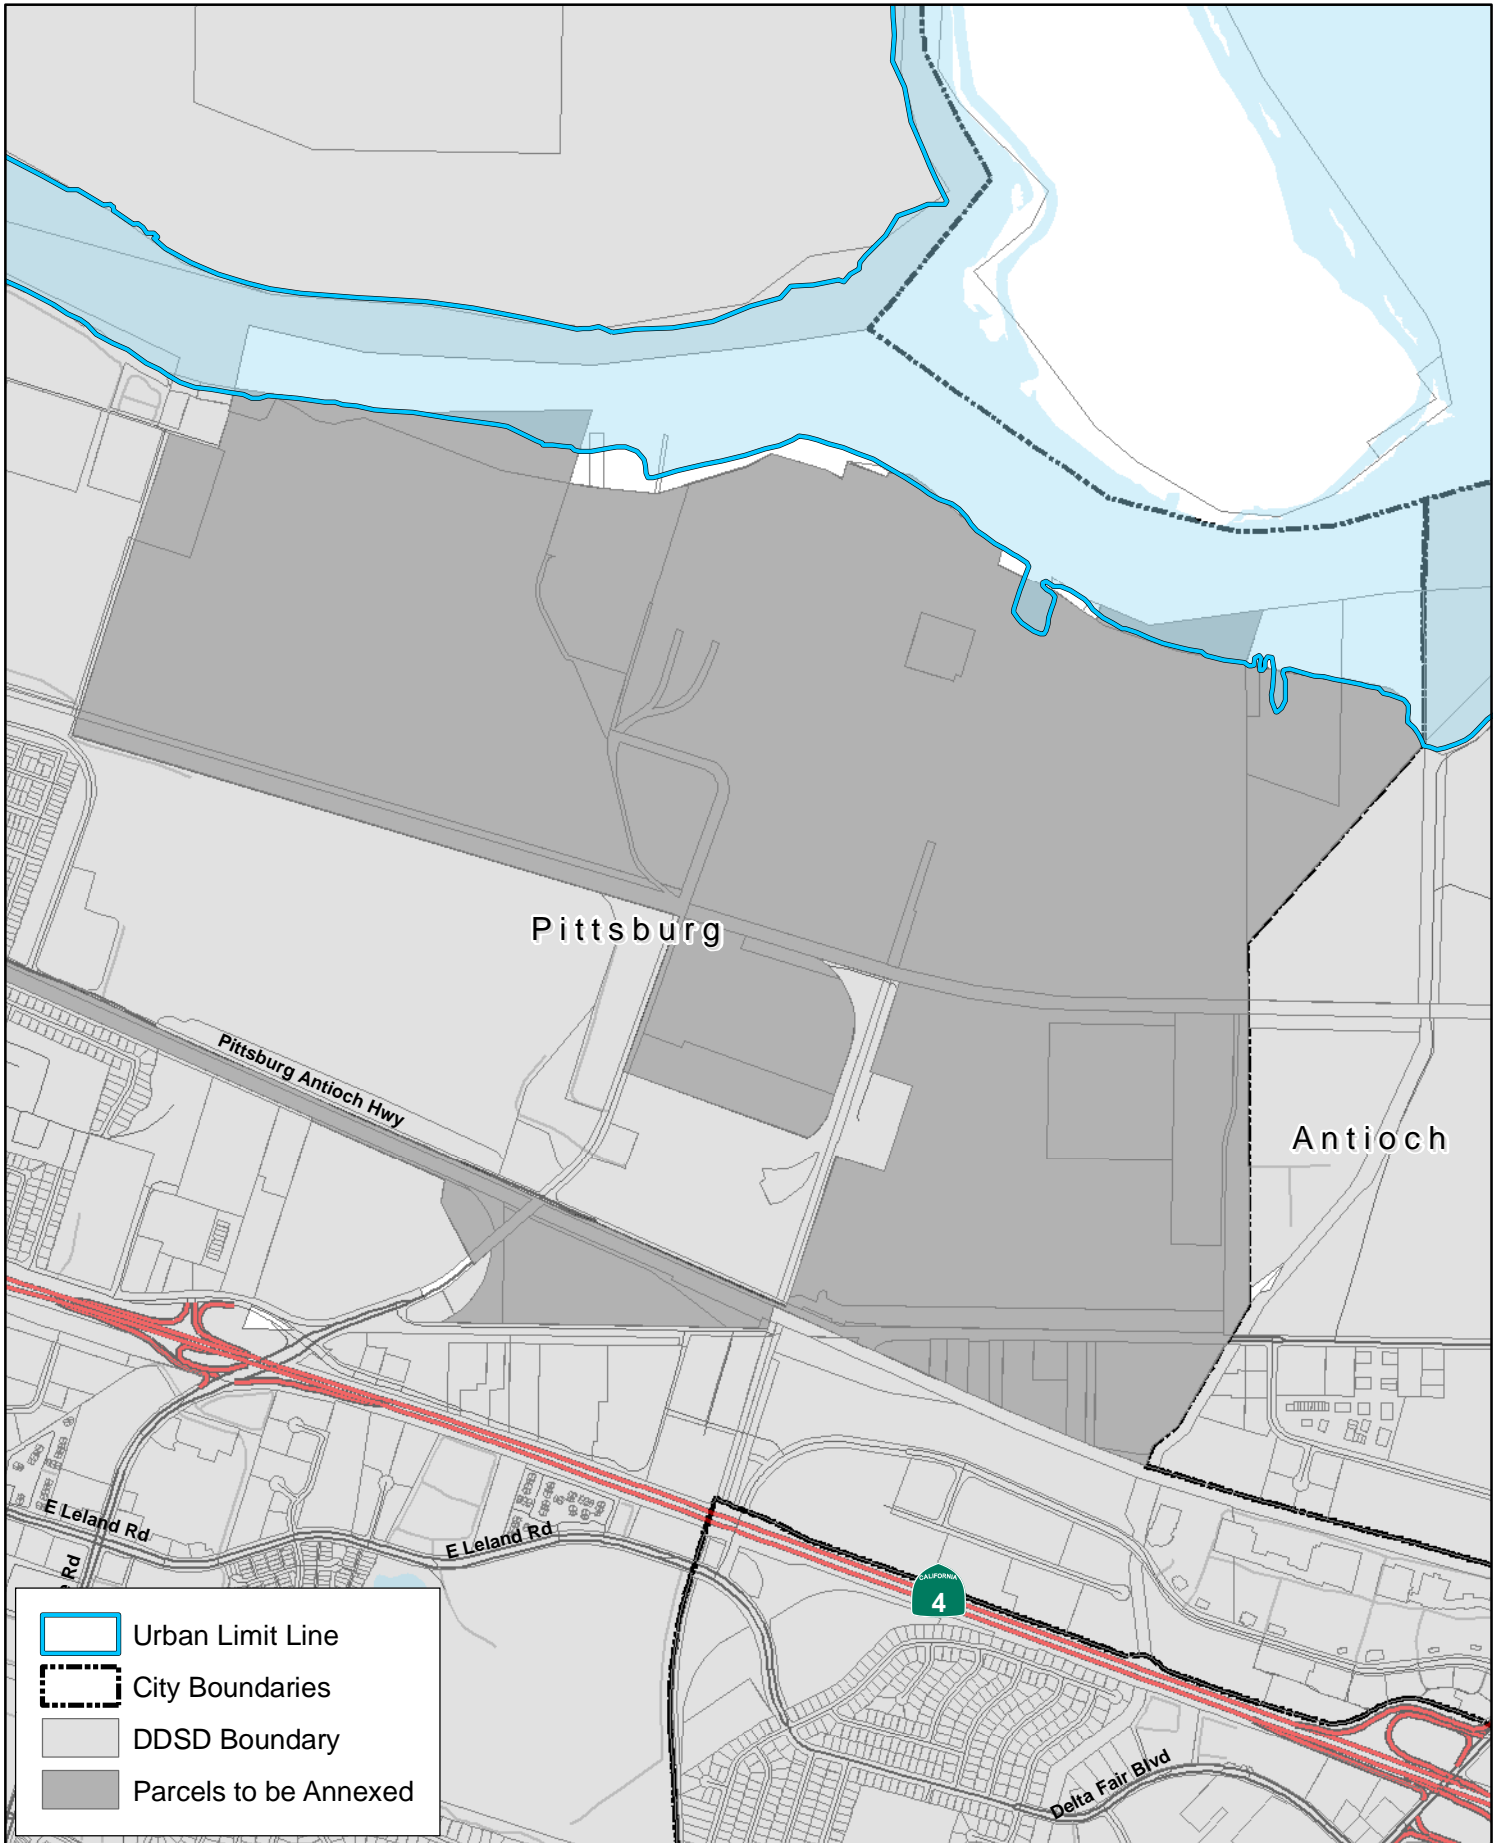 Pittsburg
Pittsburg Antioch Hwy
Antioch
E Leland Rd
E Leland Rd
e Rd
CALIFORNIA
4
Delta Fair Blvd
Urban Limit Line
City Boundaries
DDSD Boundary
Parcels to be Annexed